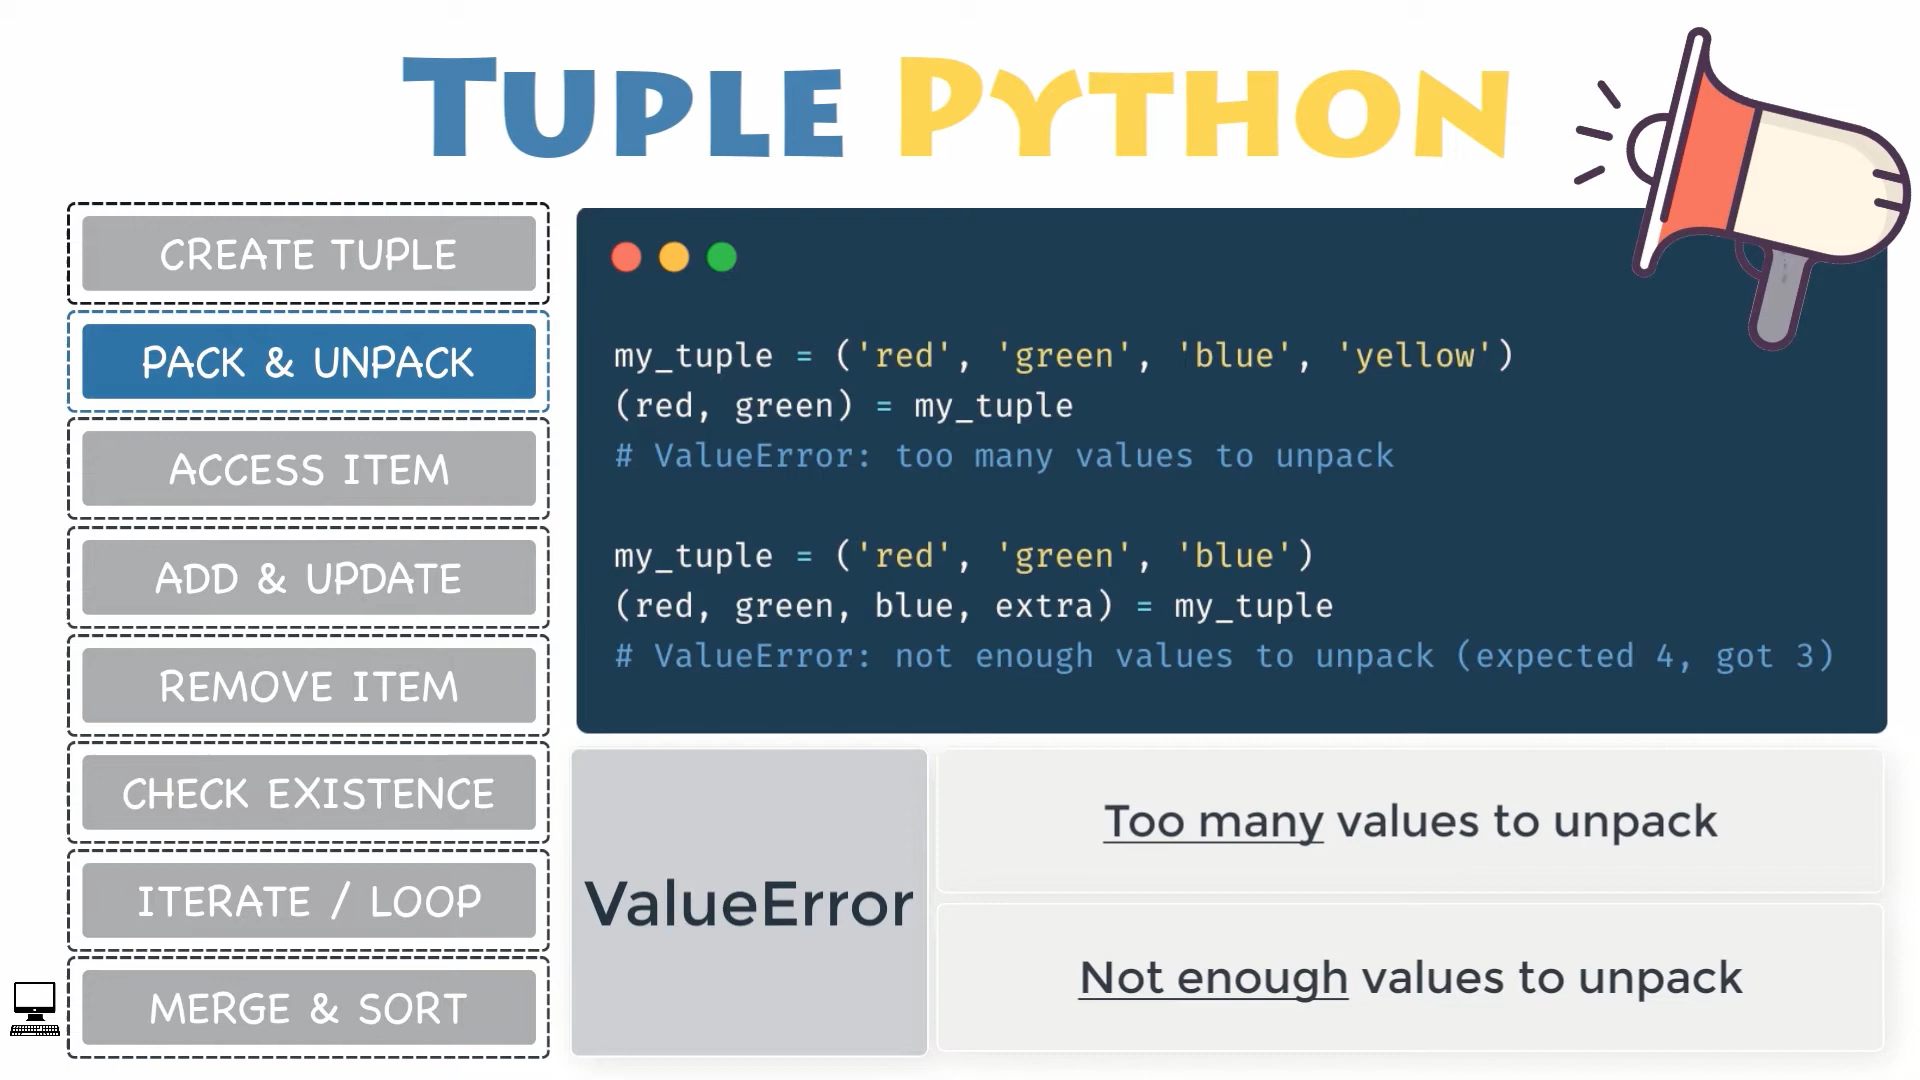 TUPLE PYTHON
CREATE TUPLE
PACK & UNPACK
ACCESS ITEM
ADD & UPDATE
REMOVE ITEM
CHECK EXISTENCE
ITERATE / LOOP
MERGE & SORT
my_tuple = ('red', 'green', 'blue', 'yellow')
(red, green) = my_tuple
# ValueError: too many values to unpack
my_tuple = ('red', 'green', 'blue')
(red, green, blue, extra) = my_tuple
# ValueError: not enough values to unpack (expected 4, got 3)
ValueError
Too many values to unpack
Not enough values to unpack